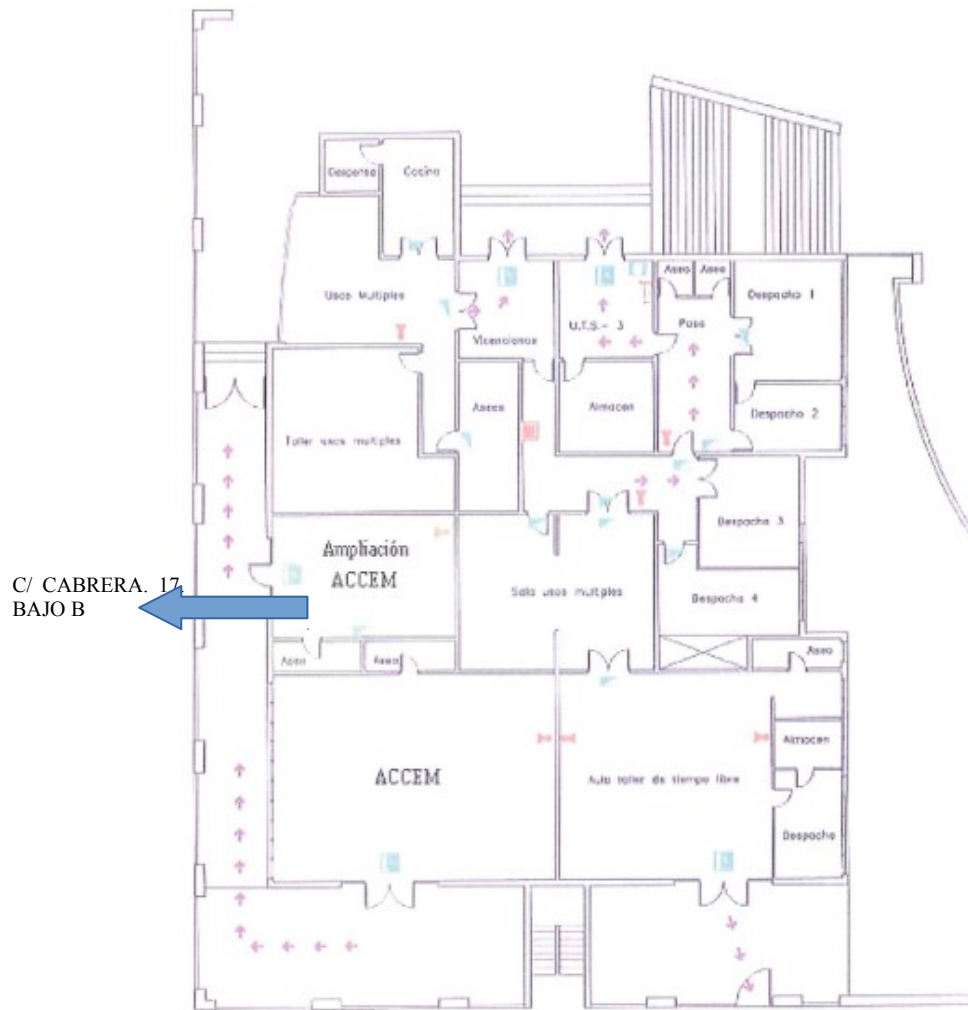 Despensa
Cocina
Usos Multiples
Aseo
Aseo
Despacho 1
U.T.S.- 3
Paso
Vicenciones
Aseos
Almacen
Despacho 2
Taller usos multiples
Despacho 3
Ampliación
ACCEM
C/ CABRERA. 17.
BAJO B
Sala usos multiples
Despacho 4
Aseo
Aseo
Aseo
Almacen
ACCEM
Aula taller de tiempo libre
Despacho